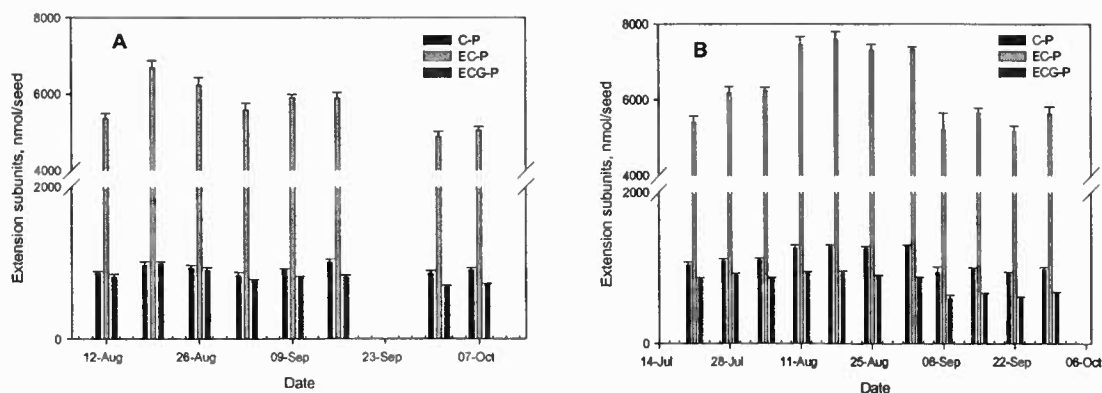 A
C-P
EC-P
ECG-P
Extension subunits, nmol/seed
8000
6000
4000
2000
0
12-Aug 26-Aug 09-Sep 23-Sep 07-Oct
Date
B
C-P
EC-P
ECG-P
Extension subunits, nmol/seed
8000
6000
4000
2000
0
14-Jul 28-Jul 11-Aug 25-Aug 08-Sep 22-Sep 06-Oct
Date